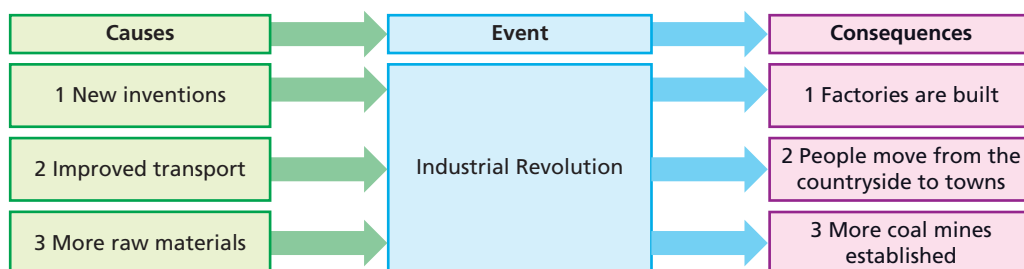 Causes
Event
Consequences
1 New inventions
2 Improved transport
3 More raw materials
Industrial Revolution
1 Factories are built
2 People move from the
countryside to towns
3 More coal mines
established